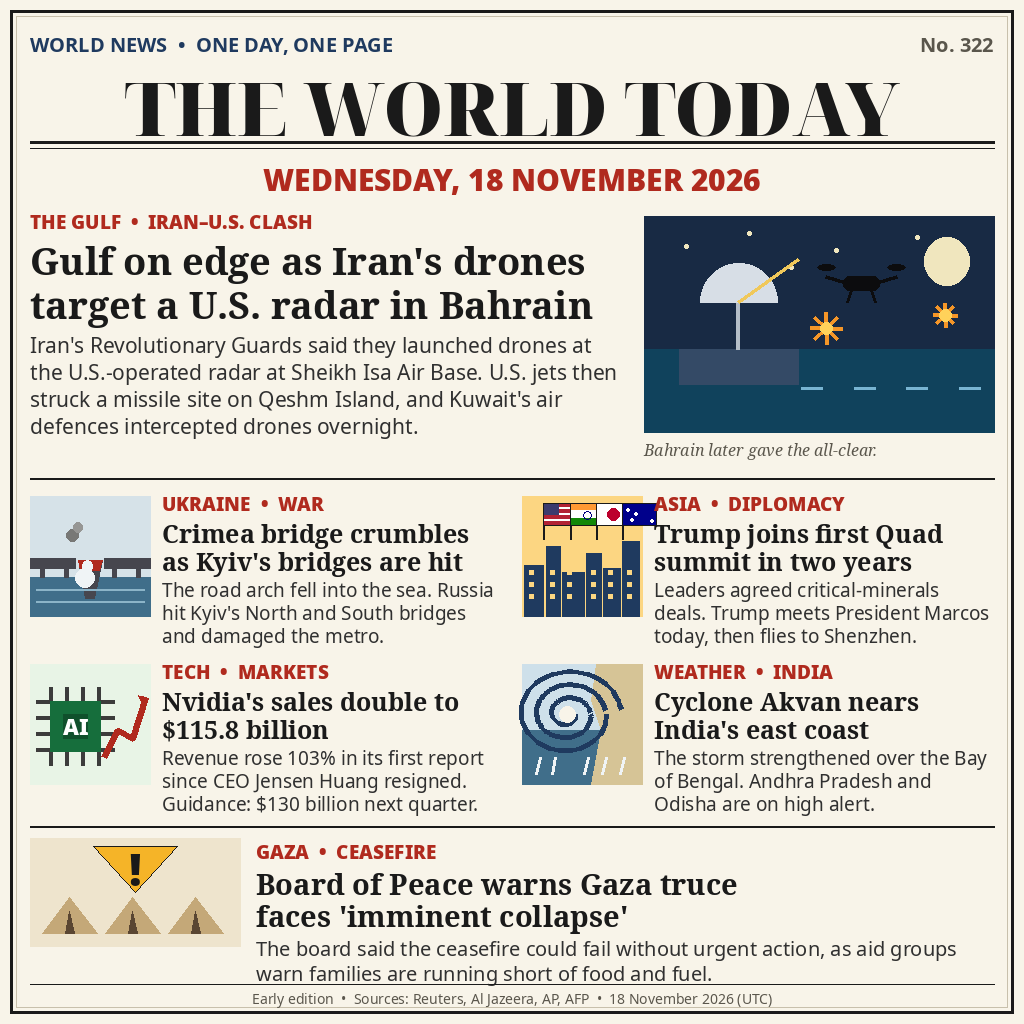 WORLD NEWS • ONE DAY, ONE PAGE
No. 322
THE WORLD TODAY
WEDNESDAY, 18 NOVEMBER 2026
THE GULF • IRAN–U.S. CLASH
Gulf on edge as Iran's drones
target a U.S. radar in Bahrain
Iran's Revolutionary Guards said they launched drones at
the U.S.-operated radar at Sheikh Isa Air Base. U.S. jets then
struck a missile site on Qeshm Island, and Kuwait's air
defences intercepted drones overnight.
Bahrain later gave the all-clear.
UKRAINE • WAR
Crimea bridge crumbles
as Kyiv's bridges are hit
The road arch fell into the sea. Russia
hit Kyiv's North and South bridges
and damaged the metro.
ASIA • DIPLOMACY
Trump joins first Quad
summit in two years
Leaders agreed critical-minerals
deals. Trump meets President Marcos
today, then flies to Shenzhen.
AI
TECH • MARKETS
Nvidia's sales double to
$115.8 billion
Revenue rose 103% in its first report
since CEO Jensen Huang resigned.
Guidance: $130 billion next quarter.
WEATHER • INDIA
Cyclone Akvan nears
India's east coast
The storm strengthened over the Bay
of Bengal. Andhra Pradesh and
Odisha are on high alert.
!
GAZA • CEASEFIRE
Board of Peace warns Gaza truce
faces 'imminent collapse'
The board said the ceasefire could fail without urgent action, as aid groups
warn families are running short of food and fuel.
Early edition • Sources: Reuters, Al Jazeera, AP, AFP • 18 November 2026 (UTC)